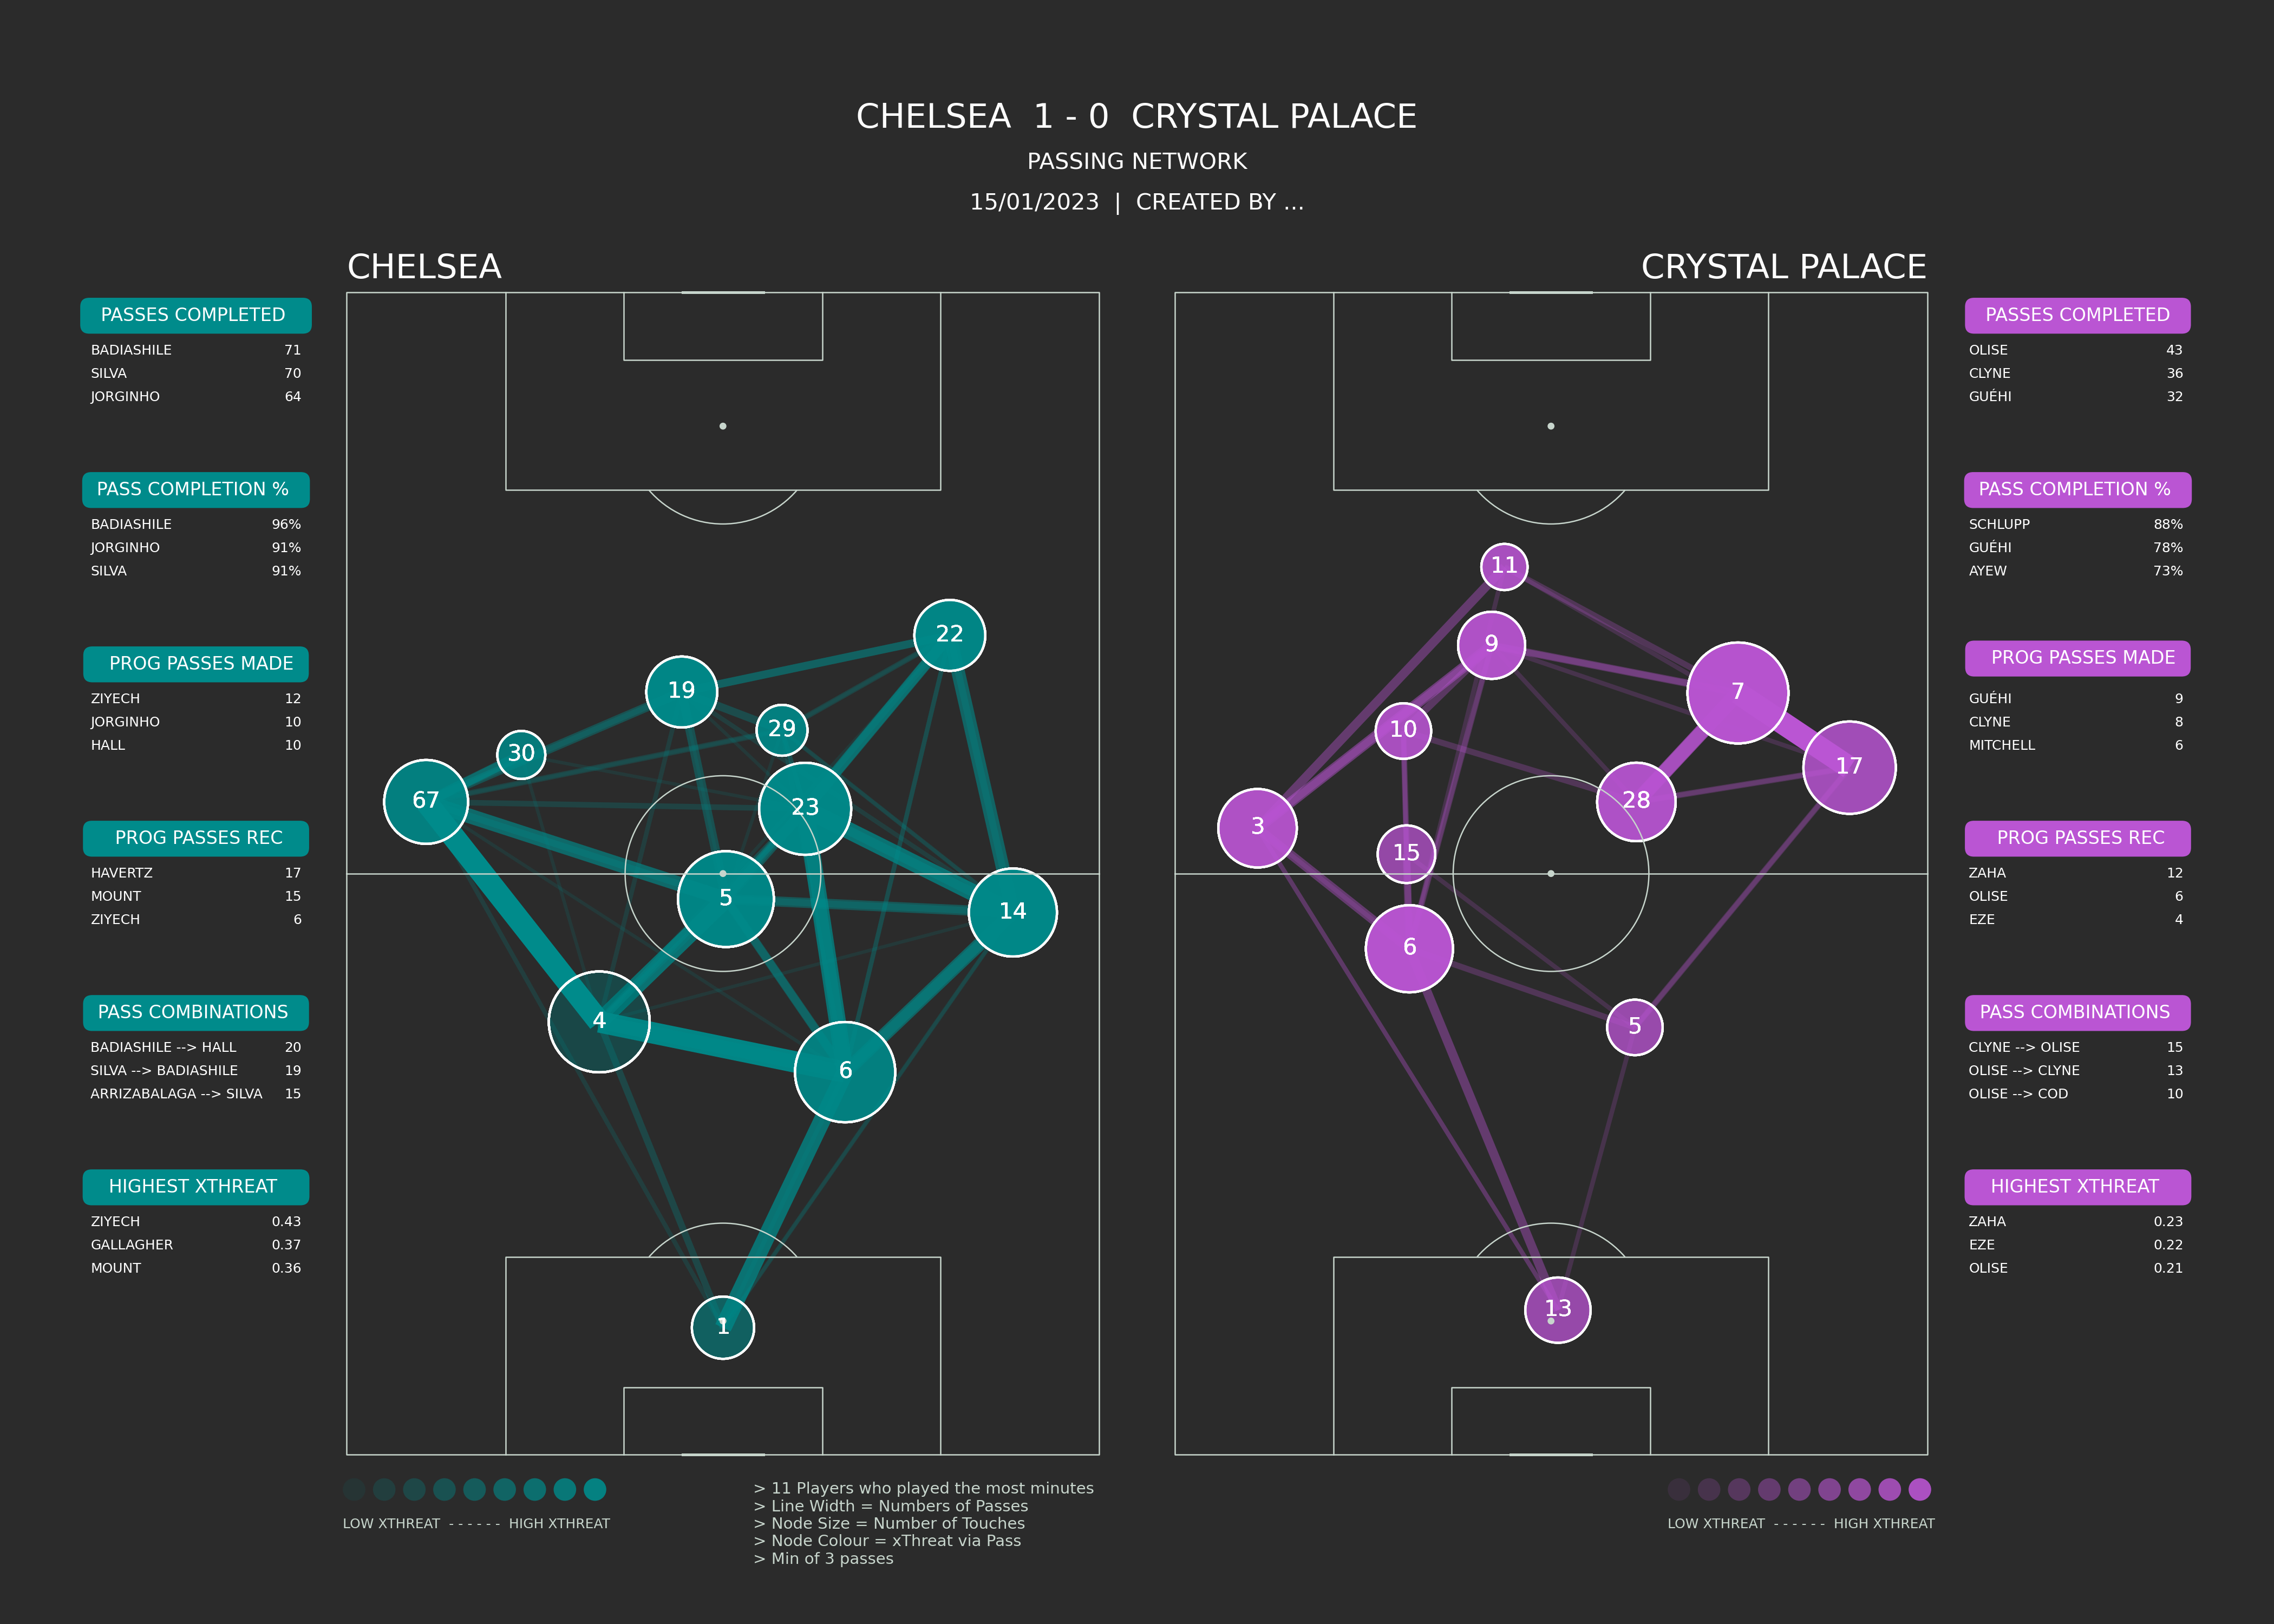 CHELSEA 1 - 0 CRYSTAL PALACE
PASSING NETWORK
15/01/2023 | CREATED BY ...
CHELSEA
PASSES COMPLETED
BADIASHILE 71
SILVA 70
JORGINHO 64
PASS COMPLETION %
BADIASHILE 96%
JORGINHO 91%
SILVA 91%
PROG PASSES MADE
ZIYECH 12
JORGINHO 10
HALL 10
PROG PASSES REC
HAVERTZ 17
MOUNT 15
ZIYECH 6
PASS COMBINATIONS
BADIASHILE --> HALL 20
SILVA --> BADIASHILE 19
ARRIZABALAGA --> SILVA 15
HIGHEST XTHREAT
ZIYECH 0.43
GALLAGHER 0.37
MOUNT 0.36
22
19
29
30
67
23
5
14
4
6
1
LOW XTHREAT - - - - - - HIGH XTHREAT
> 11 Players who played the most minutes
> Line Width = Numbers of Passes
> Node Size = Number of Touches
> Node Colour = xThreat via Pass
> Min of 3 passes
CRYSTAL PALACE
11
9
7
10
17
28
3
15
6
5
13
LOW XTHREAT - - - - - - HIGH XTHREAT
PASSES COMPLETED
OLISE 43
CLYNE 36
GUÉHI 32
PASS COMPLETION %
SCHLUPP 88%
GUÉHI 78%
AYEW 73%
PROG PASSES MADE
GUÉHI 9
CLYNE 8
MITCHELL 6
PROG PASSES REC
ZAHA 12
OLISE 6
EZE 4
PASS COMBINATIONS
CLYNE --> OLISE 15
OLISE --> CLYNE 13
OLISE --> COD 10
HIGHEST XTHREAT
ZAHA 0.23
EZE 0.22
OLISE 0.21